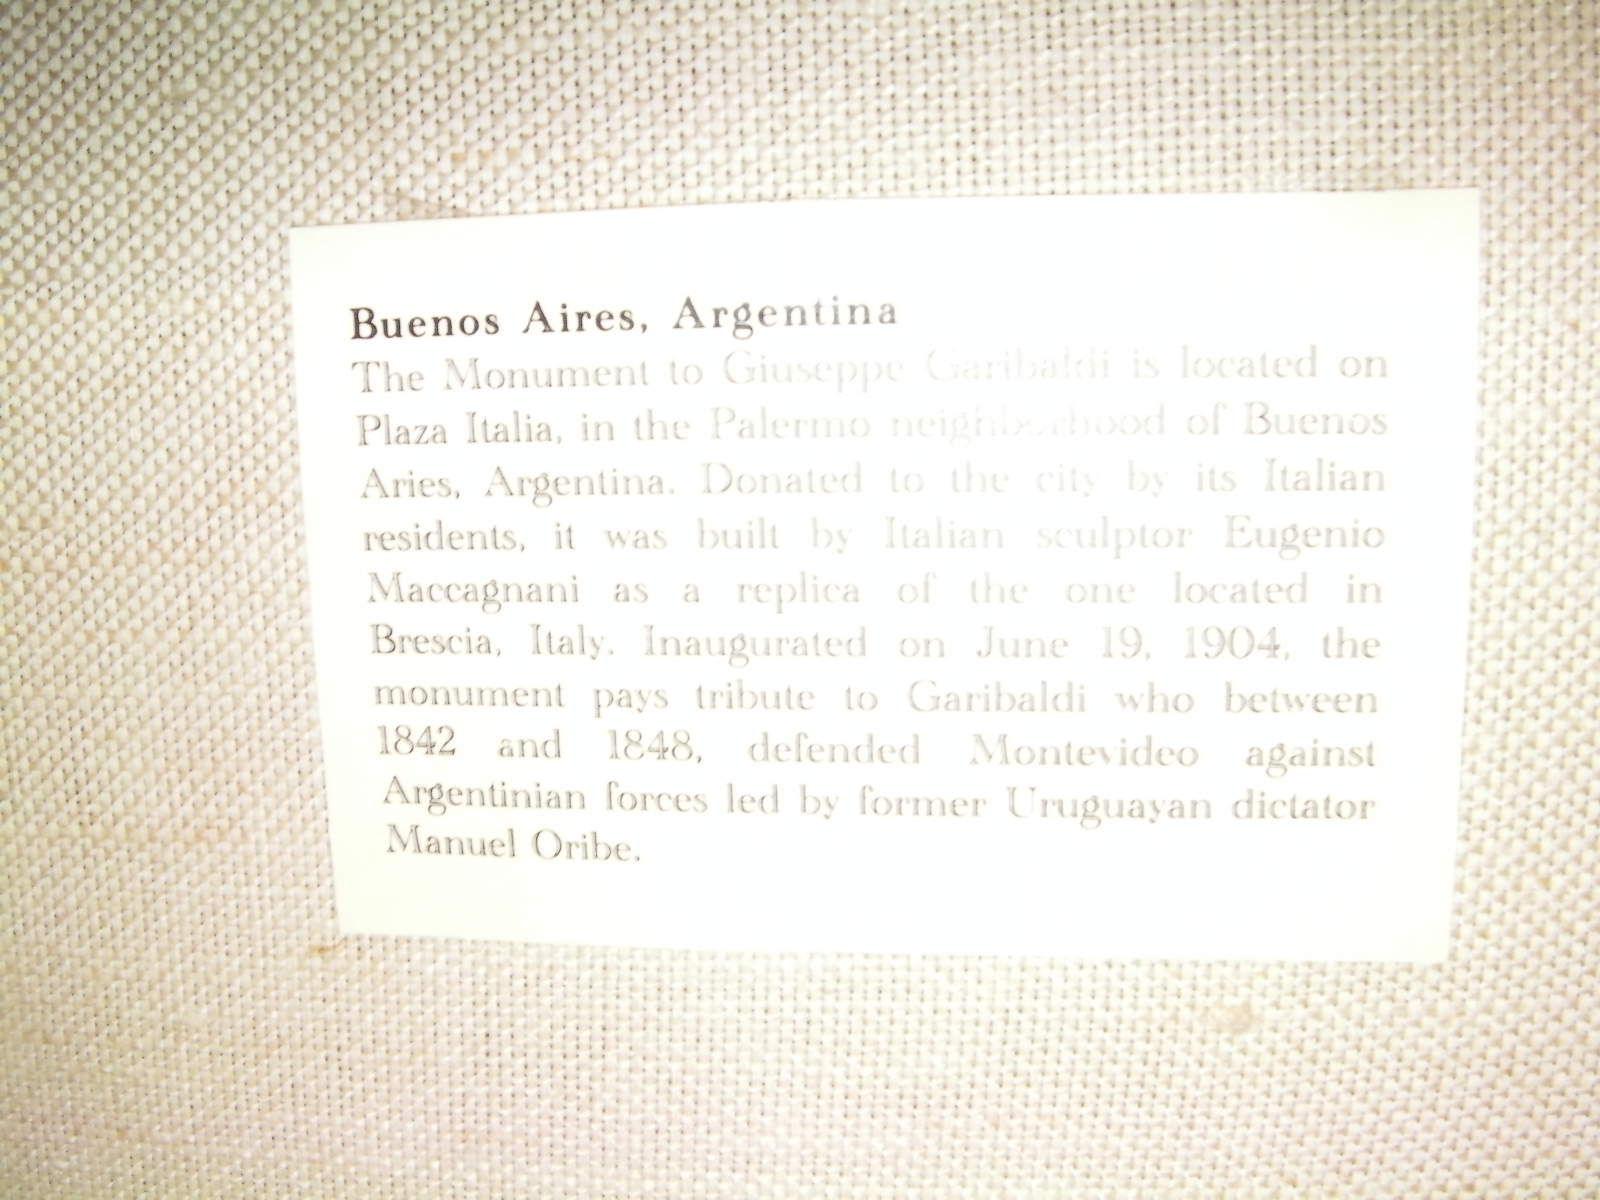 Buenos Aires, Argentina
The Monument to Giuseppe Garibaldi is located on
Plaza Italia, in the Palermo neighborhood of Buenos
Aries, Argentina. Donated to the city by its Italian
residents, it was built by Italian sculptor Eugenio
Maccagnani as a replica of the one located in
Brescia, Italy. Inaugurated on June 19, 1904, the
monument pays tribute to Garibaldi who between
1842 and 1848, defended Montevideo against
Argentinian forces led by former Uruguayan dictator
Manuel Oribe.